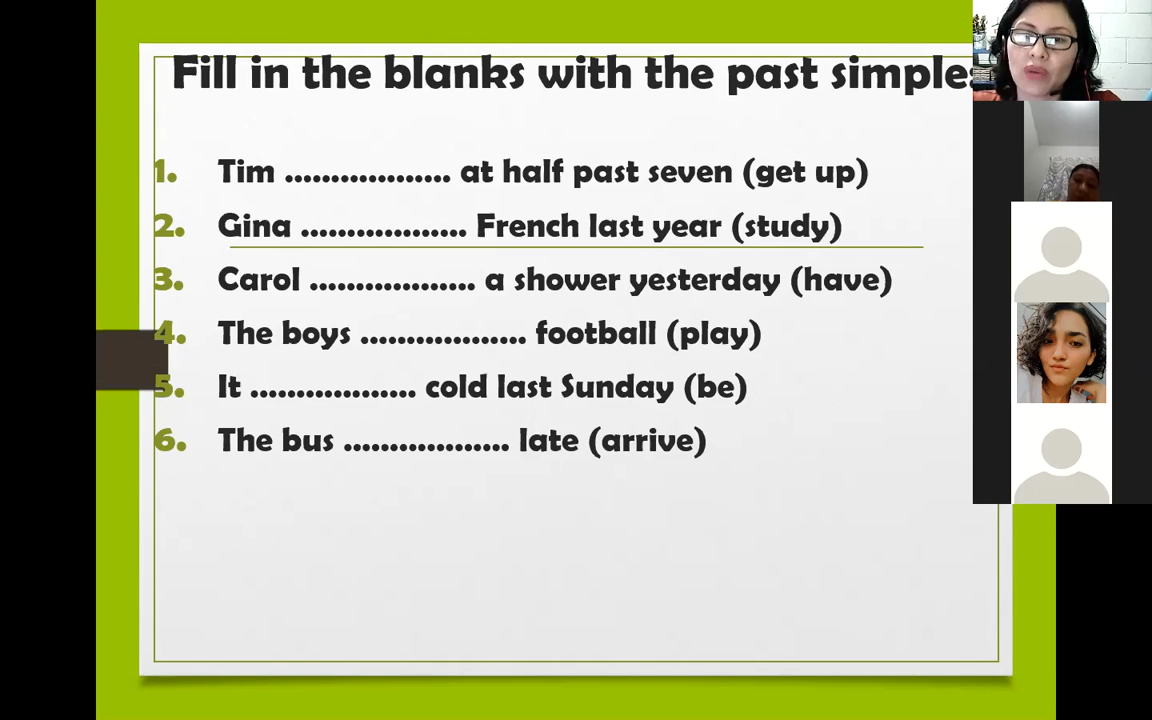 Fill in the blanks with the past simple:
1. Tim .................. at half past seven (get up)
2. Gina .................. French last year (study)
3. Carol .................. a shower yesterday (have)
4. The boys .................. football (play)
5. It .................. cold last Sunday (be)
6. The bus .................. late (arrive)